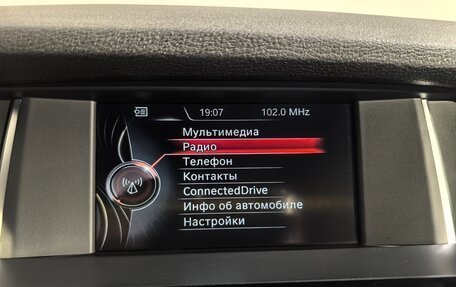 19:07 102.0 MHz
Мультимедиа
Радио
Телефон
Контакты
ConnectedDrive
Инфо об автомобиле
Настройки